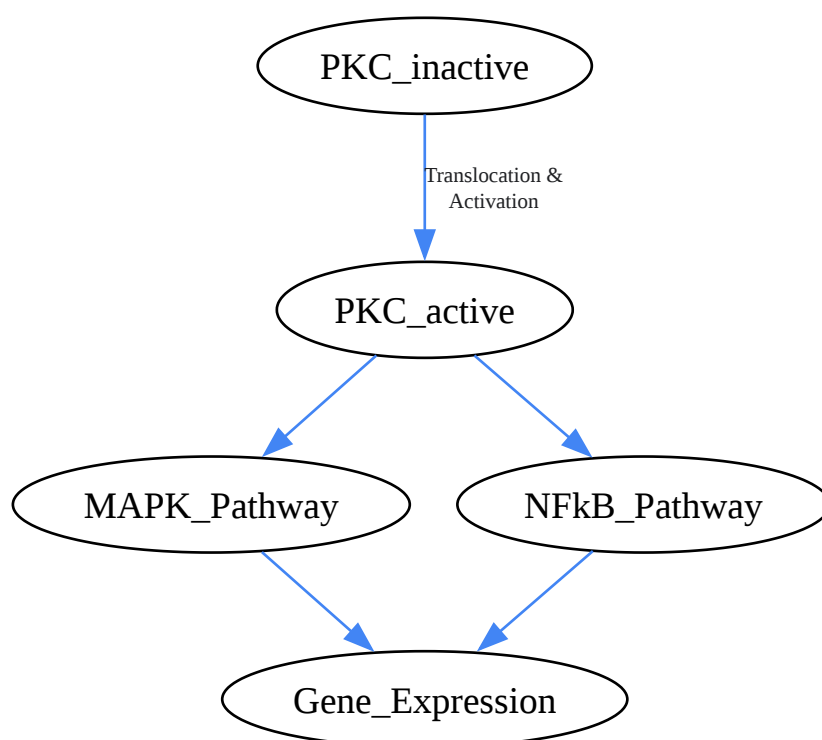 PKC_inactive
Translocation &
Activation
PKC_active
MAPK_Pathway
NFkB_Pathway
Gene_Expression